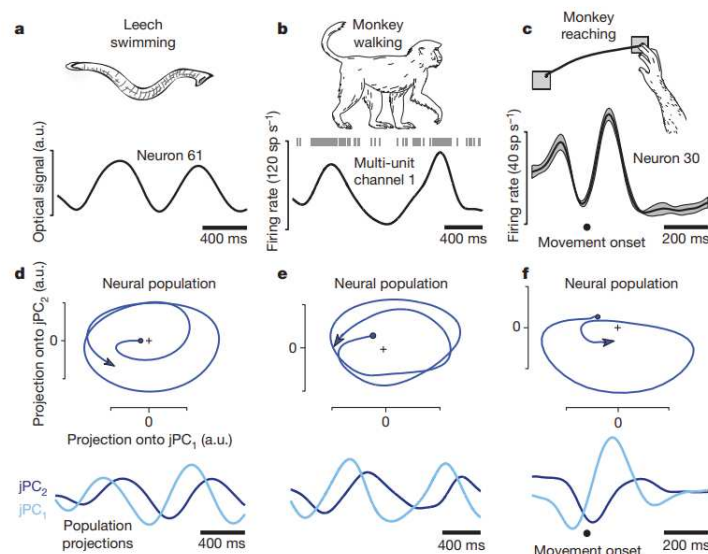 a
Leech
swimming
b
Monkey
walking
c
Monkey
reaching
Optical signal (a.u.)
Neuron 61
400 ms
Firing rate (120 sp s⁻¹)
Multi-unit
channel 1
400 ms
Firing rate (40 sp s⁻¹)
Neuron 30
Movement onset
200 ms
d
Neural population
Projection onto jPC₂ (a.u.)
0
+
0
Projection onto jPC₁ (a.u.)
e
Neural population
0
+
0
f
Neural population
0
+
0
jPC₂
jPC₁
Population
projections
400 ms
400 ms
Movement onset
200 ms